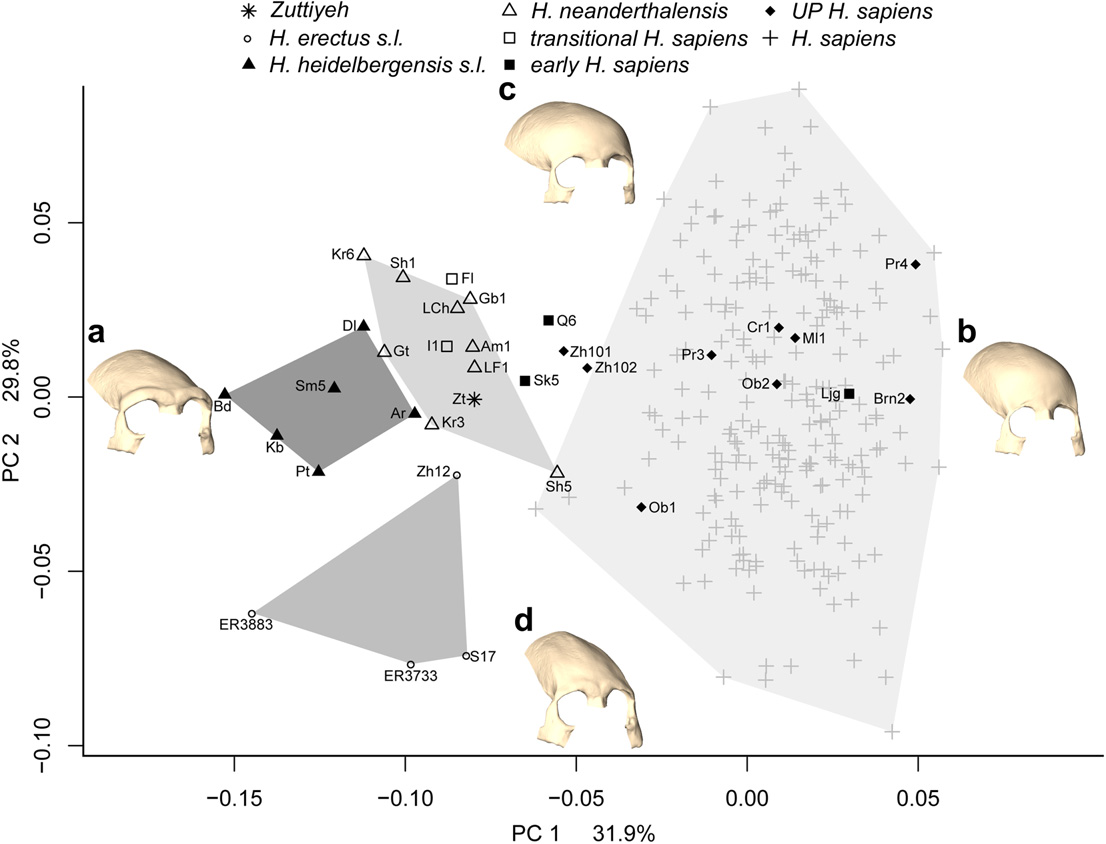 Zuttiyeh H. neanderthalensis UP H. sapiens
H. erectus s.l. transitional H. sapiens H. sapiens
H. heidelbergensis s.l. early H. sapiens
c
0.05
Kr6
Sh1
Fl
Pr4
LCh Gb1
a
Dl
Q6
Cr1
Ml1
b
I1 Am1
Gt
Zh101
Pr3
LF1
Zh102
Sm5
Sk5
Ob2
Ljg
Brn2
0.00
Bd
Zt
Ar
Kr3
Kb
Pt
Zh12
Sh5
Ob1
PC 2 29.8%
−0.05
ER3883
d
S17
ER3733
−0.10
−0.15 −0.10 −0.05 0.00 0.05
PC 1 31.9%